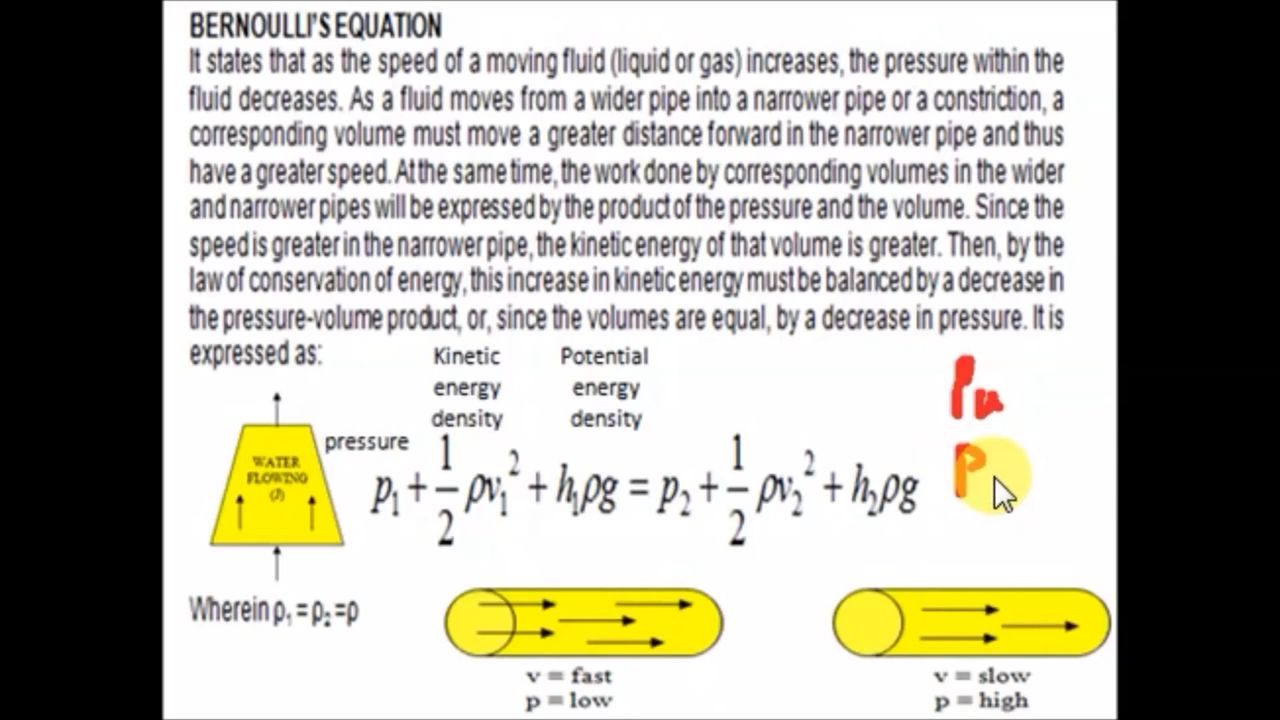 BERNOULLI'S EQUATION
It states that as the speed of a moving fluid (liquid or gas) increases, the pressure within the
fluid decreases. As a fluid moves from a wider pipe into a narrower pipe or a constriction, a
corresponding volume must move a greater distance forward in the narrower pipe and thus
have a greater speed. At the same time, the work done by corresponding volumes in the wider
and narrower pipes will be expressed by the product of the pressure and the volume. Since the
speed is greater in the narrower pipe, the kinetic energy of that volume is greater. Then, by the
law of conservation of energy, this increase in kinetic energy must be balanced by a decrease in
the pressure-volume product, or, since the volumes are equal, by a decrease in pressure. It is
expressed as:
Kinetic energy density
Potential energy density
pressure
WATER
FLOWING
(J)
p₁ + 1/2 ρv₁² + h₁ρg = p₂ + 1/2 ρv₂² + h₂ρg
P
Wherein ρ₁ = ρ₂ =ρ
v = fast
p = low
v = slow
p = high